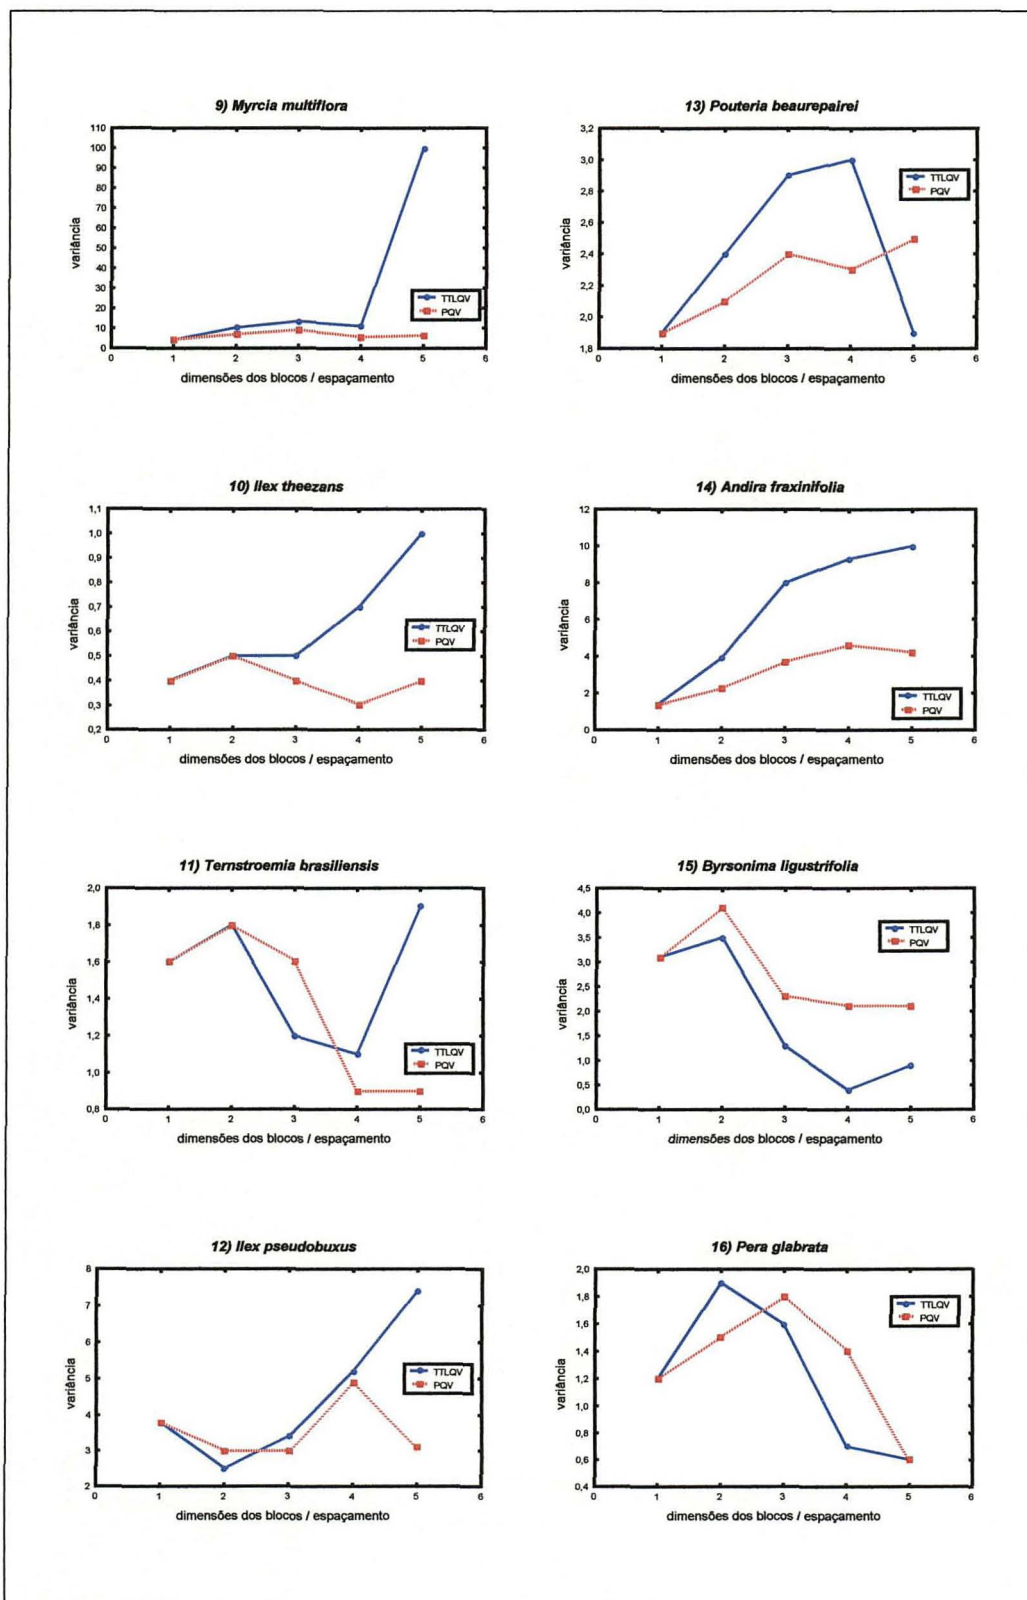 9) Myrcia multiflora
110
100
90
80
70
60
50
40
30
20
10
0
variância
TTLQV
PQV
0 1 2 3 4 5 6
dimensões dos blocos / espaçamento
13) Pouteria beaurepairei
3,2
3,0
2,8
2,6
2,4
2,2
2,0
1,8
variância
TTLQV
PQV
0 1 2 3 4 5 6
dimensões dos blocos / espaçamento
10) Ilex theezans
1,1
1,0
0,9
0,8
0,7
0,6
0,5
0,4
0,3
0,2
variância
TTLQV
PQV
0 1 2 3 4 5 6
dimensões dos blocos / espaçamento
14) Andira fraxinifolia
12
10
8
6
4
2
0
variância
TTLQV
PQV
0 1 2 3 4 5 6
dimensões dos blocos / espaçamento
11) Ternstroemia brasiliensis
2,0
1,8
1,6
1,4
1,2
1,0
0,8
variância
TTLQV
PQV
0 1 2 3 4 5 6
dimensões dos blocos / espaçamento
15) Byrsonima ligustrifolia
4,5
4,0
3,5
3,0
2,5
2,0
1,5
1,0
0,5
0,0
variância
TTLQV
PQV
0 1 2 3 4 5 6
dimensões dos blocos / espaçamento
12) Ilex pseudobuxus
8
7
6
5
4
3
2
variância
TTLQV
PQV
0 1 2 3 4 5 6
dimensões dos blocos / espaçamento
16) Pera glabrata
2,0
1,8
1,6
1,4
1,2
1,0
0,8
0,6
0,4
variância
TTLQV
PQV
0 1 2 3 4 5 6
dimensões dos blocos / espaçamento